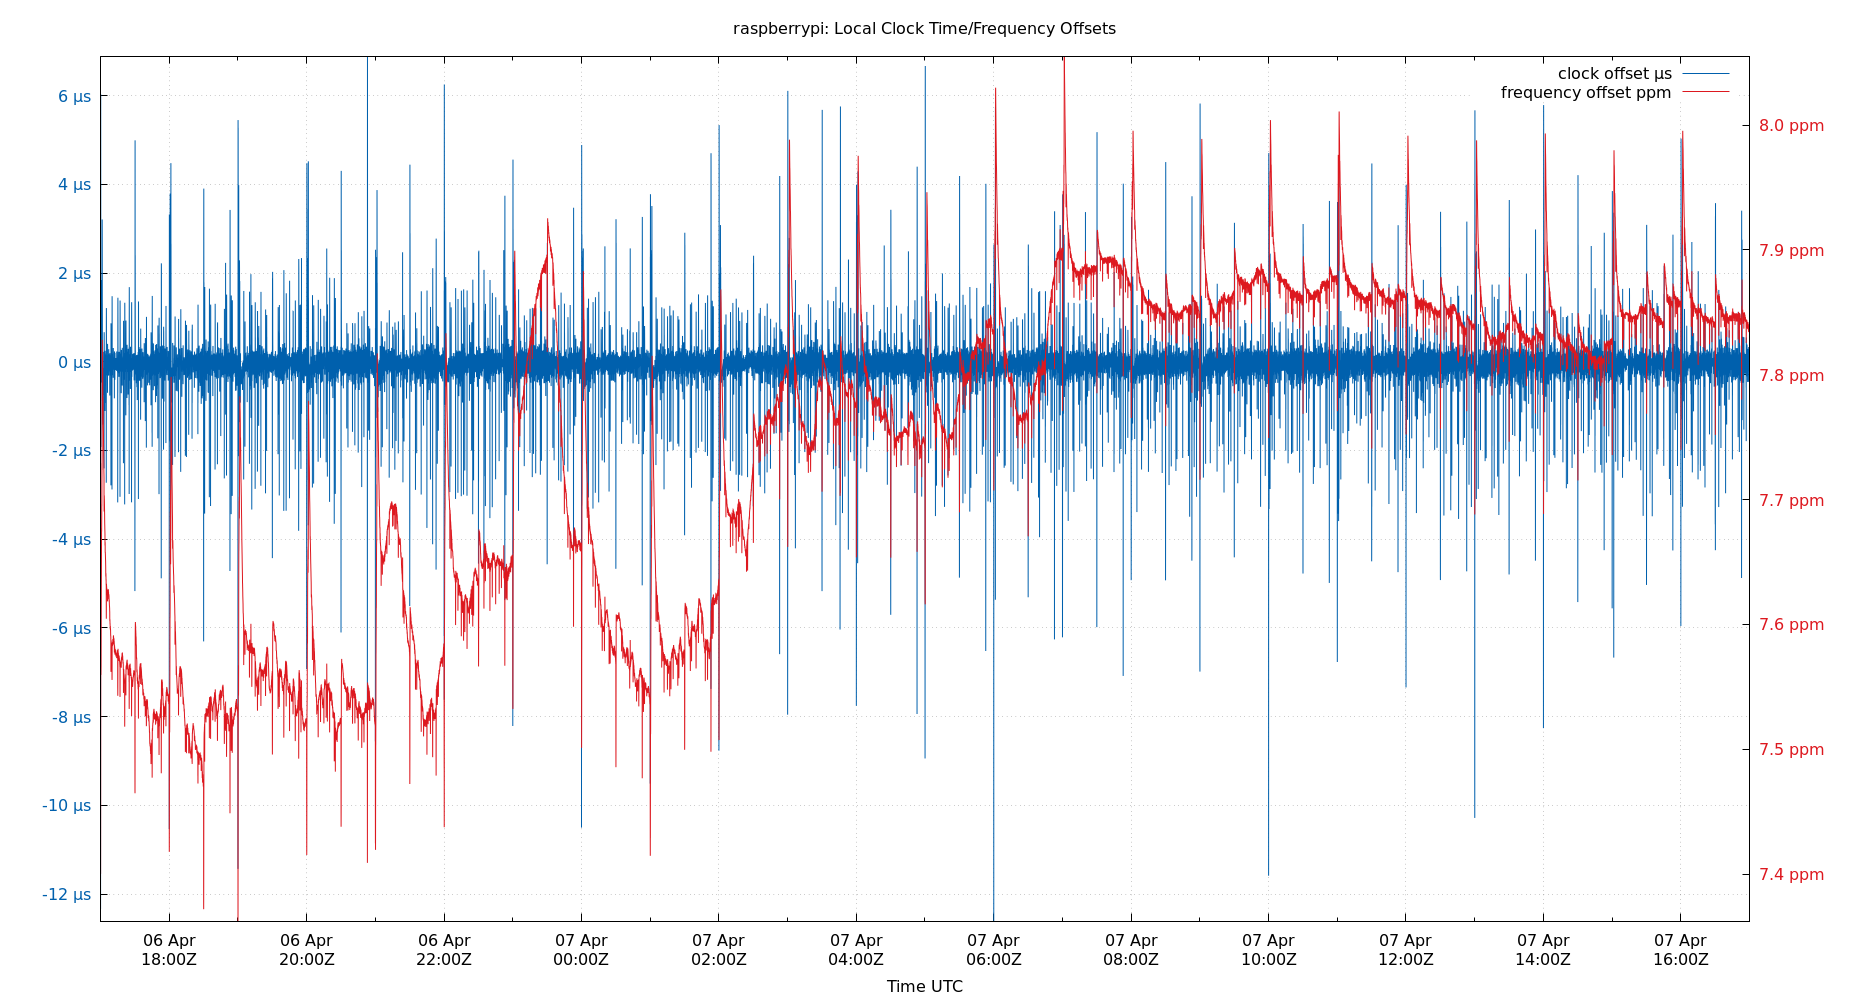 raspberrypi: Local Clock Time/Frequency Offsets
clock offset µs
frequency offset ppm
6 µs
4 µs
2 µs
0 µs
-2 µs
-4 µs
-6 µs
-8 µs
-10 µs
-12 µs
8.0 ppm
7.9 ppm
7.8 ppm
7.7 ppm
7.6 ppm
7.5 ppm
7.4 ppm
06 Apr
18:00Z
06 Apr
20:00Z
06 Apr
22:00Z
07 Apr
00:00Z
07 Apr
02:00Z
07 Apr
04:00Z
07 Apr
06:00Z
07 Apr
08:00Z
07 Apr
10:00Z
07 Apr
12:00Z
07 Apr
14:00Z
07 Apr
16:00Z
Time UTC